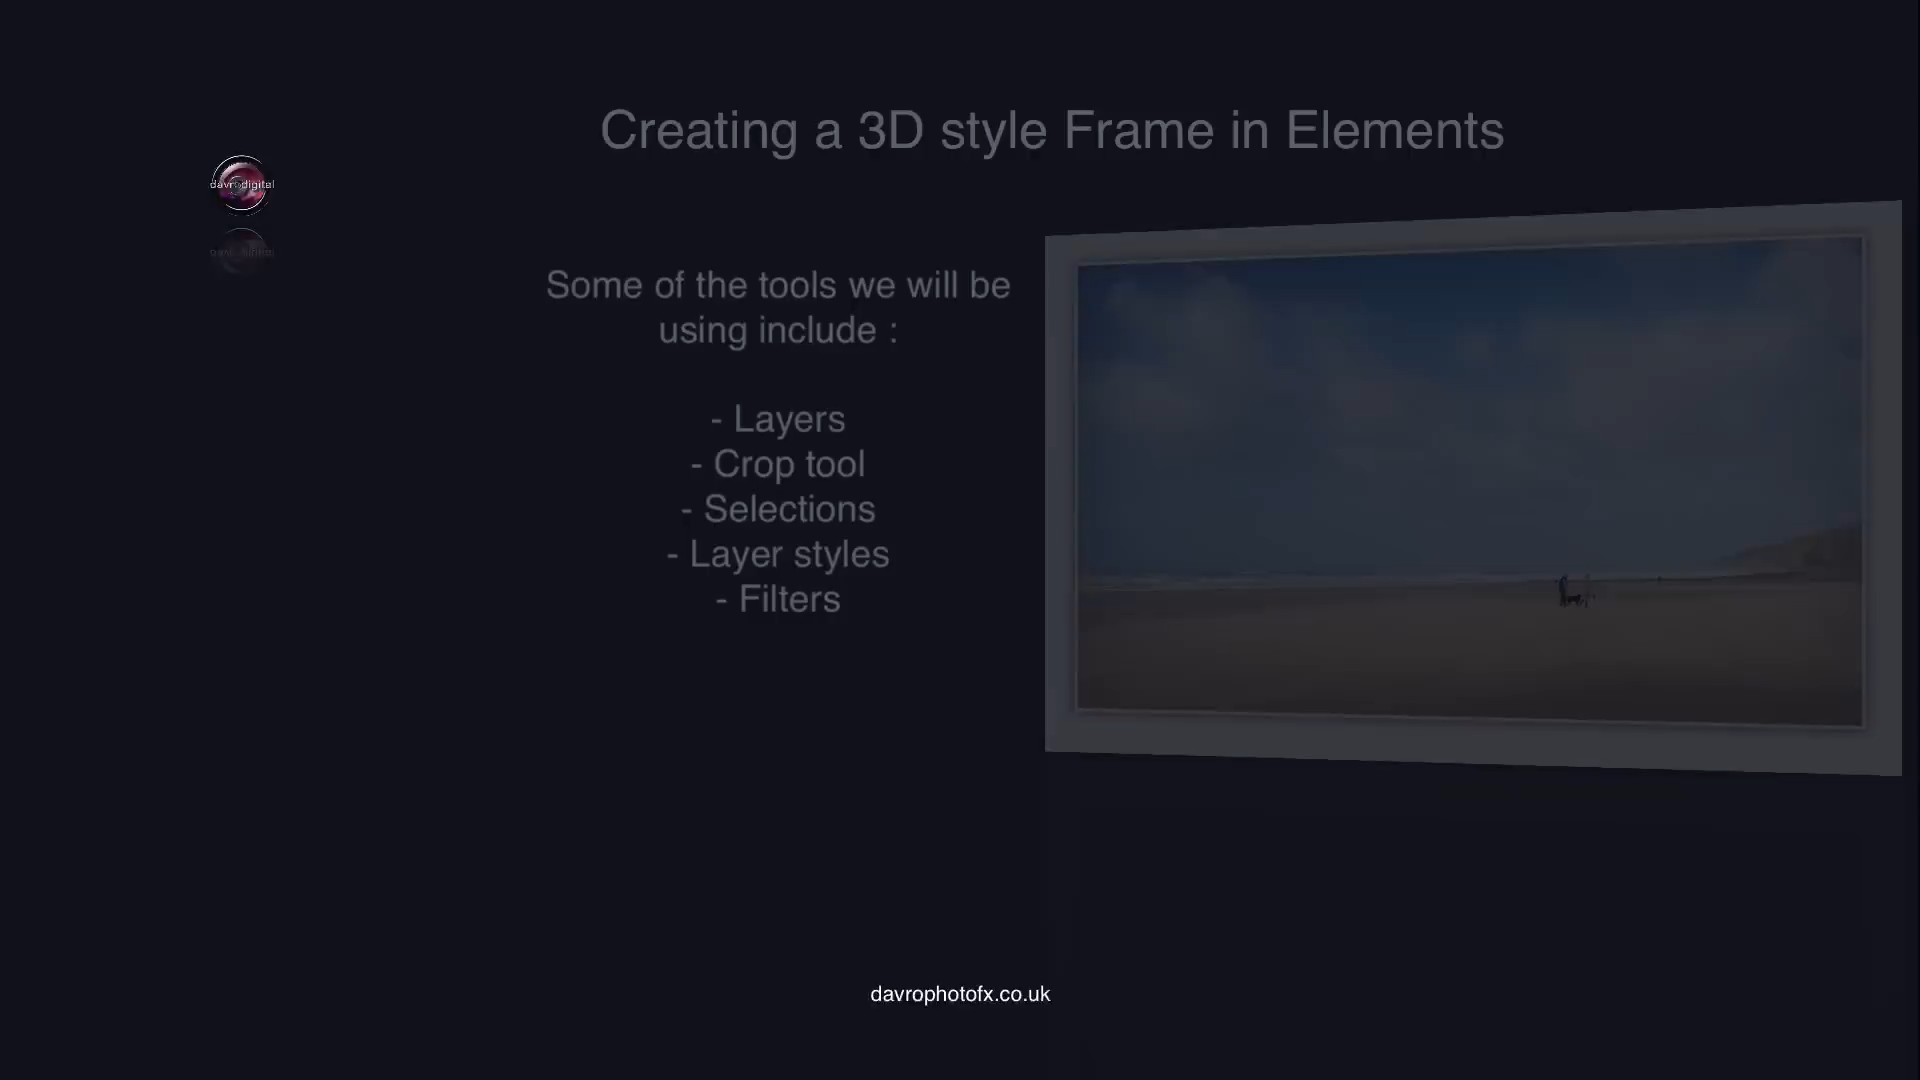 Creating a 3D style Frame in Elements
davrodigital
Some of the tools we will be
using include :
- Layers
- Crop tool
- Selections
- Layer styles
- Filters
davrophotofx.co.uk